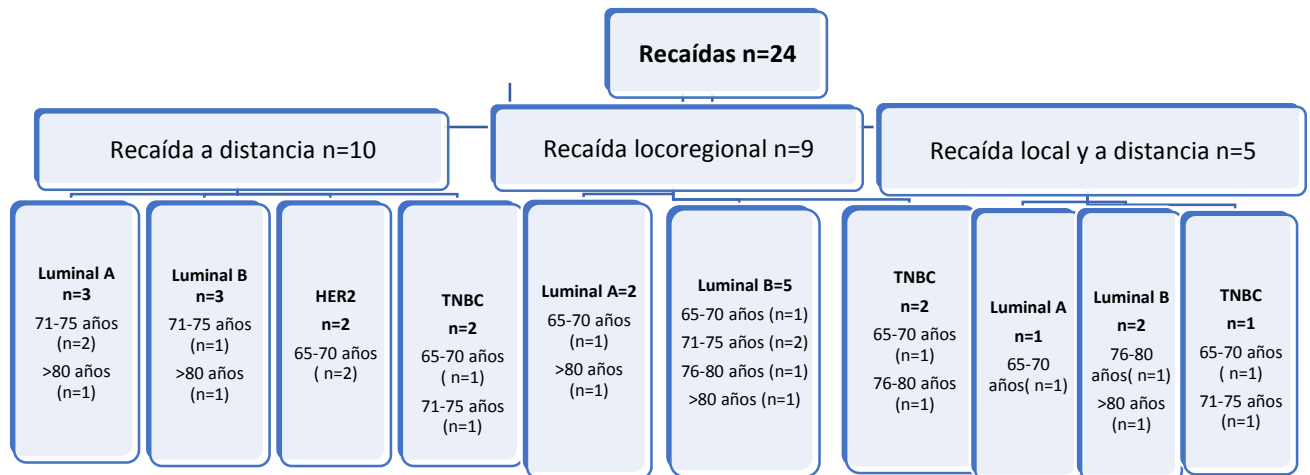 Recaídas n=24
Recaída a distancia n=10
Recaída locoregional n=9
Recaída local y a distancia n=5
Luminal A
n=3
71-75 años
(n=2)
>80 años
(n=1)
Luminal B
n=3
71-75 años
(n=1)
>80 años
(n=1)
HER2
n=2
65-70 años
( n=2)
TNBC
n=2
65-70 años
( n=1)
71-75 años
(n=1)
Luminal A=2
65-70 años
(n=1)
>80 años
(n=1)
Luminal B=5
65-70 años (n=1)
71-75 años (n=2)
76-80 años (n=1)
>80 años (n=1)
TNBC
n=2
65-70 años
(n=1)
76-80 años
(n=1)
Luminal A
n=1
65-70
años( n=1)
Luminal B
n=2
76-80
años( n=1)
>80 años
(n=1)
TNBC
n=1
65-70 años
( n=1)
71-75 años
(n=1)